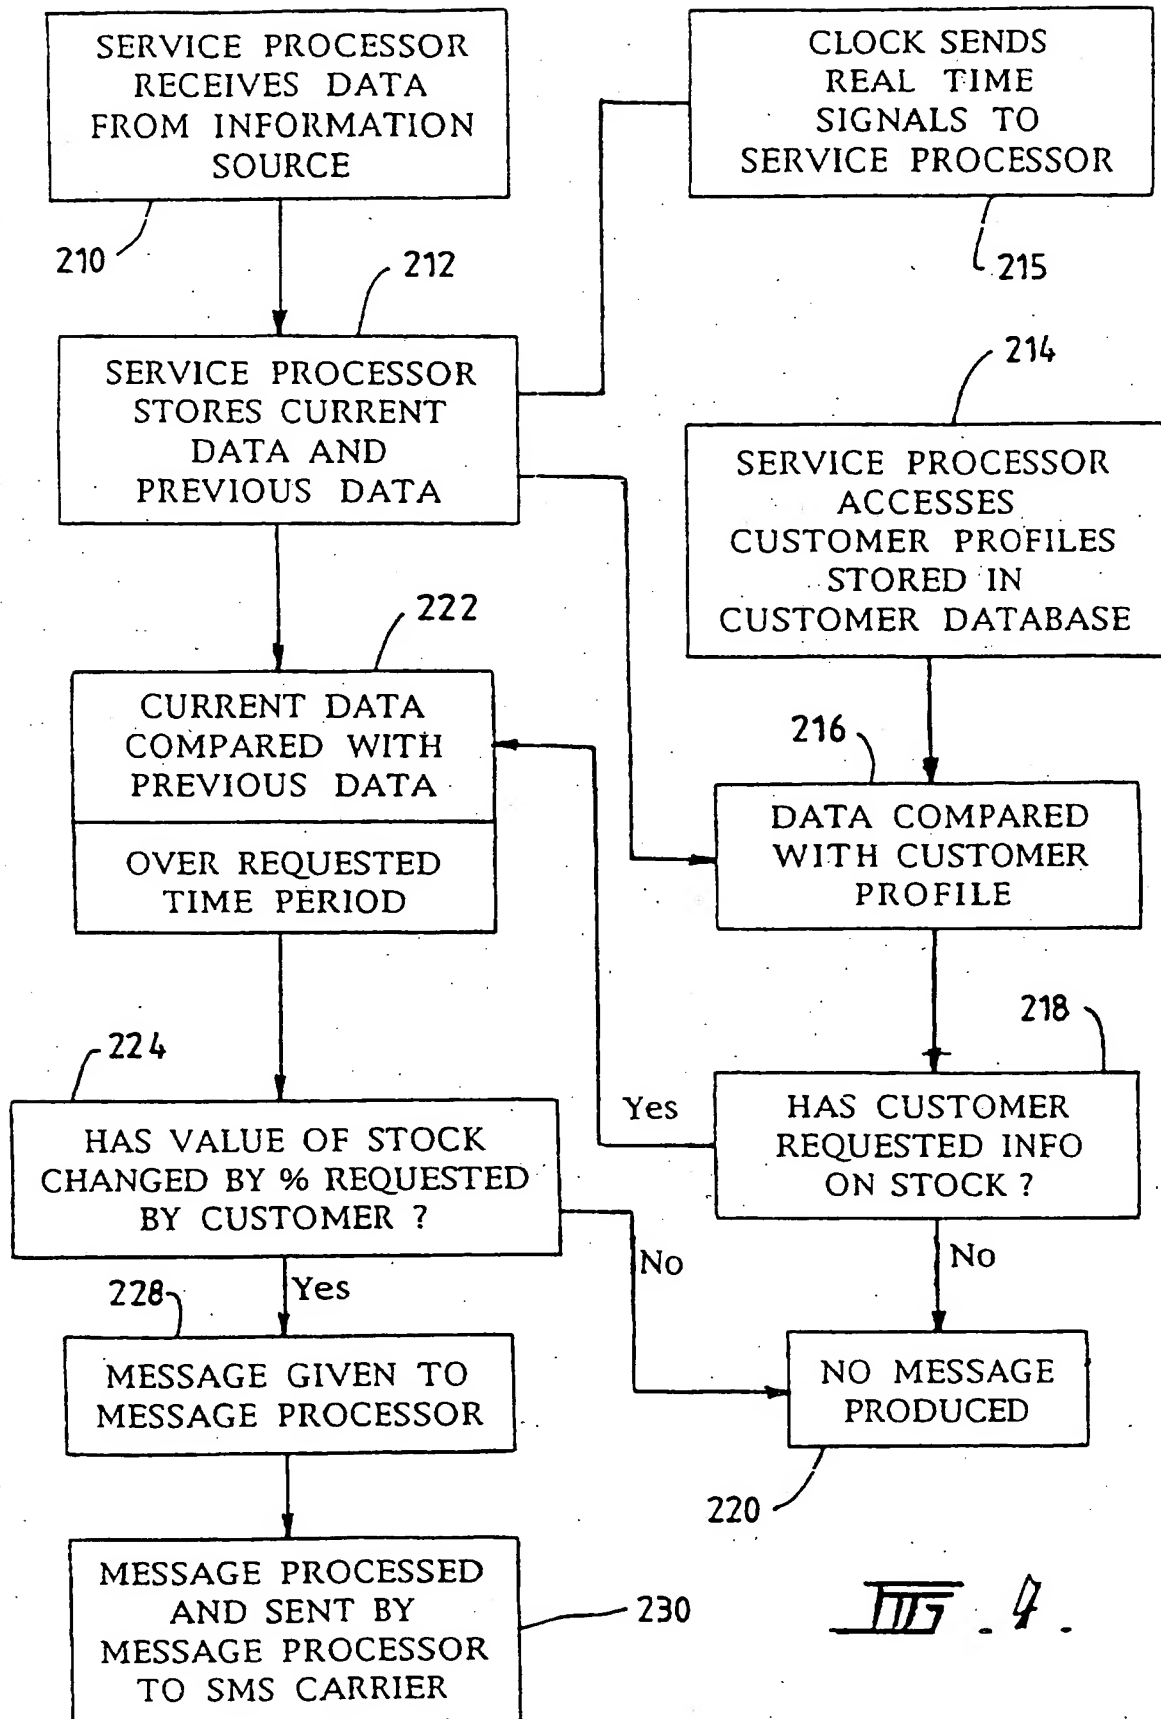 SERVICE PROCESSOR
RECEIVES DATA
FROM INFORMATION
SOURCE
210
CLOCK SENDS
REAL TIME
SIGNALS TO
SERVICE PROCESSOR
215
212
SERVICE PROCESSOR
STORES CURRENT
DATA AND
PREVIOUS DATA
214
SERVICE PROCESSOR
ACCESSES
CUSTOMER PROFILES
STORED IN
CUSTOMER DATABASE
222
CURRENT DATA
COMPARED WITH
PREVIOUS DATA
OVER REQUESTED
TIME PERIOD
216
DATA COMPARED
WITH CUSTOMER
PROFILE
218
HAS CUSTOMER
REQUESTED INFO
ON STOCK ?
Yes
No
224
HAS VALUE OF STOCK
CHANGED BY % REQUESTED
BY CUSTOMER ?
No
Yes
228
MESSAGE GIVEN TO
MESSAGE PROCESSOR
NO MESSAGE
PRODUCED
220
MESSAGE PROCESSED
AND SENT BY
MESSAGE PROCESSOR
TO SMS CARRIER
230
FIG . 4 .